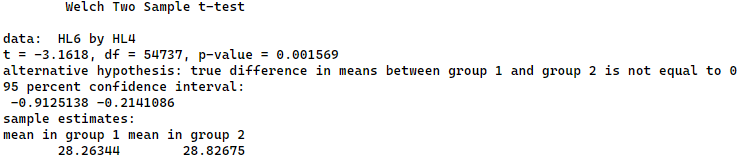 Welch Two Sample t-test
data:  HL6 by HL4
t = -3.1618, df = 54737, p-value = 0.001569
alternative hypothesis: true difference in means between group 1 and group 2 is not equal to 0
95 percent confidence interval:
 -0.9125138 -0.2141086
sample estimates:
mean in group 1 mean in group 2
       28.26344        28.82675